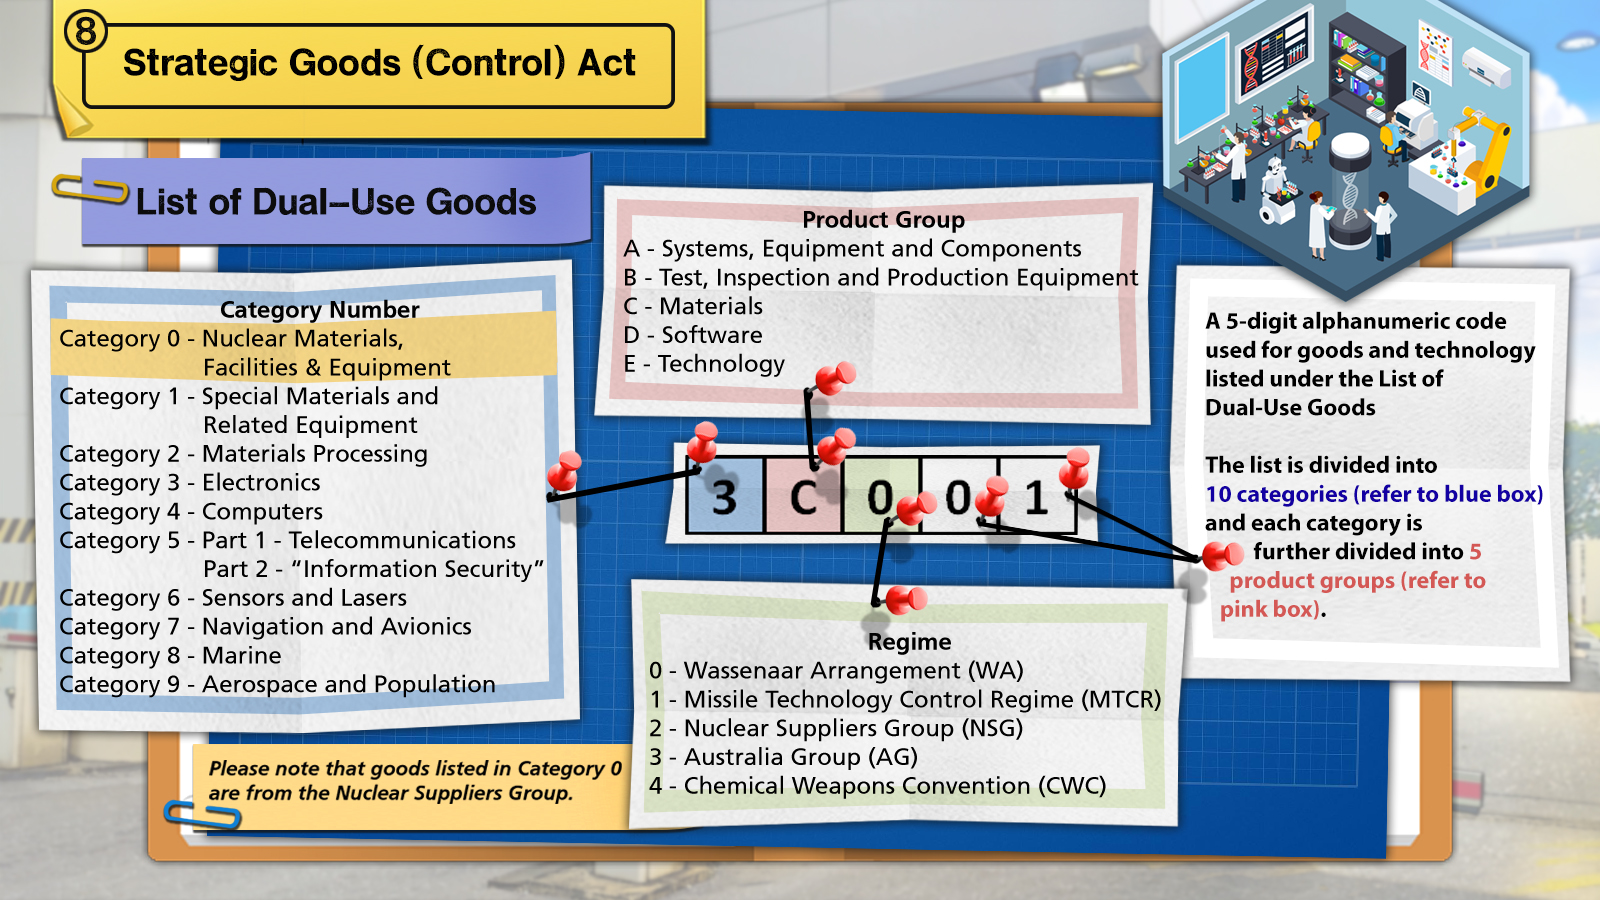 8
Strategic Goods (Control) Act
List of Dual-Use Goods
Category Number
Category 0 - Nuclear Materials,
Facilities & Equipment
Category 1 - Special Materials and
Related Equipment
Category 2 - Materials Processing
Category 3 - Electronics
Category 4 - Computers
Category 5 - Part 1 - Telecommunications
Part 2 - “Information Security”
Category 6 - Sensors and Lasers
Category 7 - Navigation and Avionics
Category 8 - Marine
Category 9 - Aerospace and Population
Please note that goods listed in Category 0
are from the Nuclear Suppliers Group.
Product Group
A - Systems, Equipment and Components
B - Test, Inspection and Production Equipment
C - Materials
D - Software
E - Technology
3 C 0 0 1
Regime
0 - Wassenaar Arrangement (WA)
1 - Missile Technology Control Regime (MTCR)
2 - Nuclear Suppliers Group (NSG)
3 - Australia Group (AG)
4 - Chemical Weapons Convention (CWC)
A 5-digit alphanumeric code
used for goods and technology
listed under the List of
Dual-Use Goods
The list is divided into
10 categories (refer to blue box)
and each category is
further divided into 5
product groups (refer to
pink box).